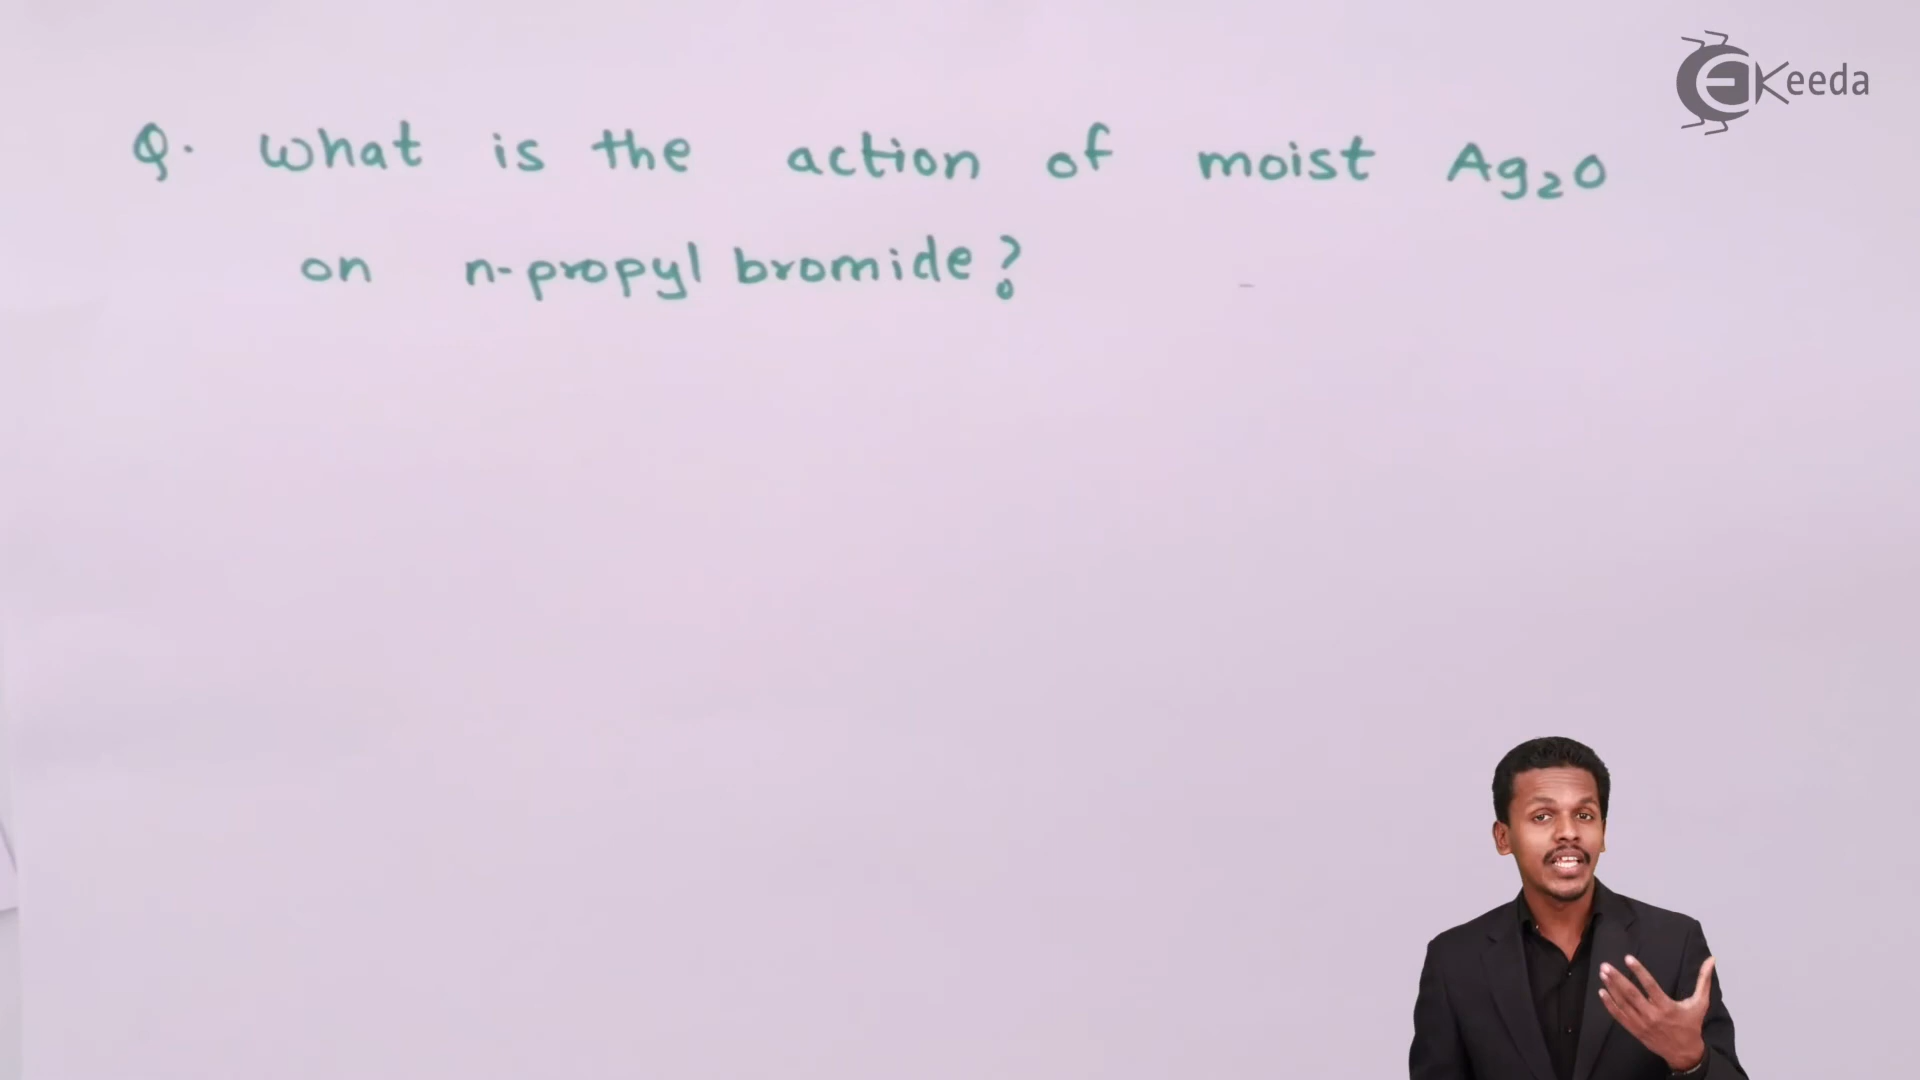 EKeeda
Q. What is the action of moist Ag₂O
on n-propyl bromide?